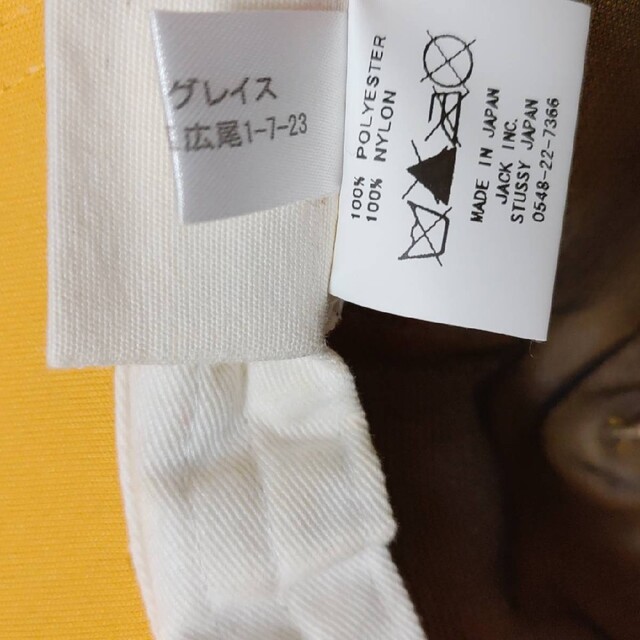 グレイス
広尾1-7-23
100% POLYESTER
100% NYLON
MADE IN JAPAN
JACK INC.
STUSSY JAPAN
0548-22-7366